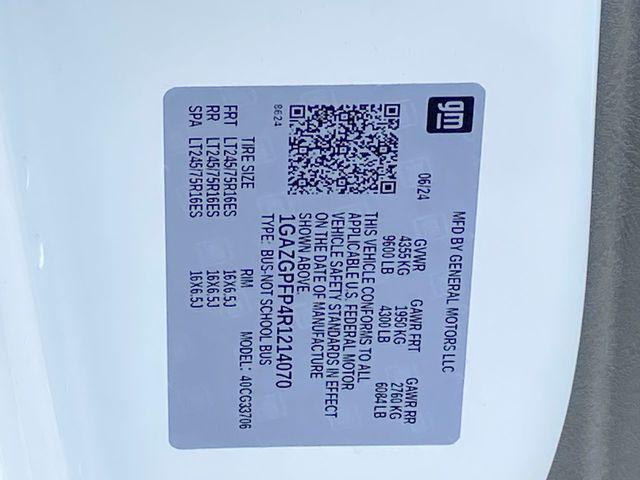 gm
MFD BY GENERAL MOTORS LLC
06/24 GVWR GAWR FRT GAWR RR
4355 KG 1950 KG 2760 KG
9600 LB 4300 LB 6084 LB
THIS VEHICLE CONFORMS TO ALL
APPLICABLE U.S. FEDERAL MOTOR
VEHICLE SAFETY STANDARDS IN EFFECT
ON THE DATE OF MANUFACTURE
SHOWN ABOVE.
1GAZGPFP4R1214070
8624
TYPE: BUS-NOT SCHOOL BUS
MODEL: 40CG33706
TIRE SIZE RIM
FRT LT245/75R16ES 16X6.5J
RR LT245/75R16ES 16X6.5J
SPA LT245/75R16ES 16X6.5J